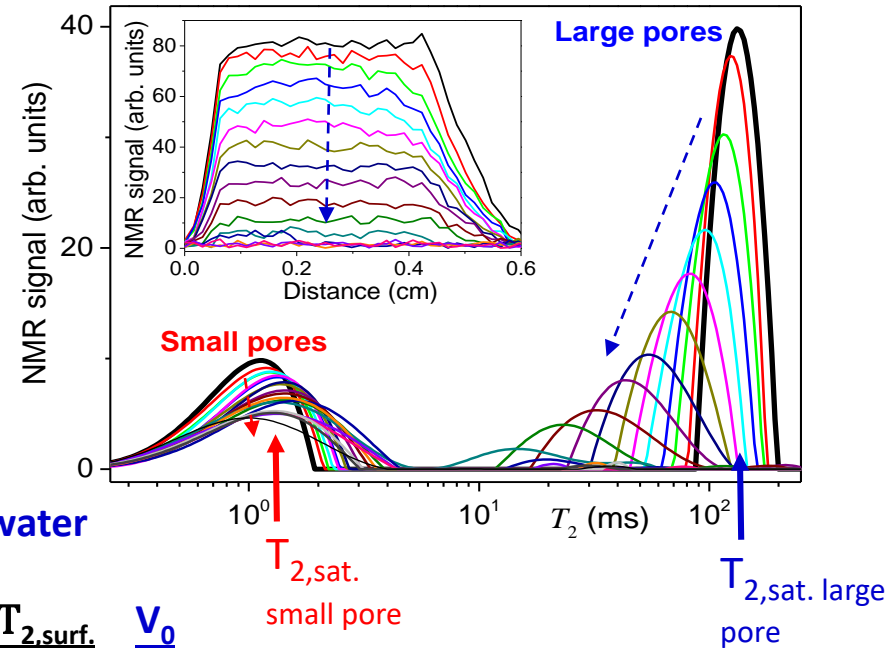 40
20
0
NMR signal (arb. units)
80
60
40
20
0
NMR signal (arb. units)
0.0 0.2 0.4 0.6
Distance (cm)
Large pores
Small pores
10⁰ 10¹ T₂ (ms) 10²
water
T₂,sat.
small pore
T₂,sat. large
pore
T₂,surf. V₀